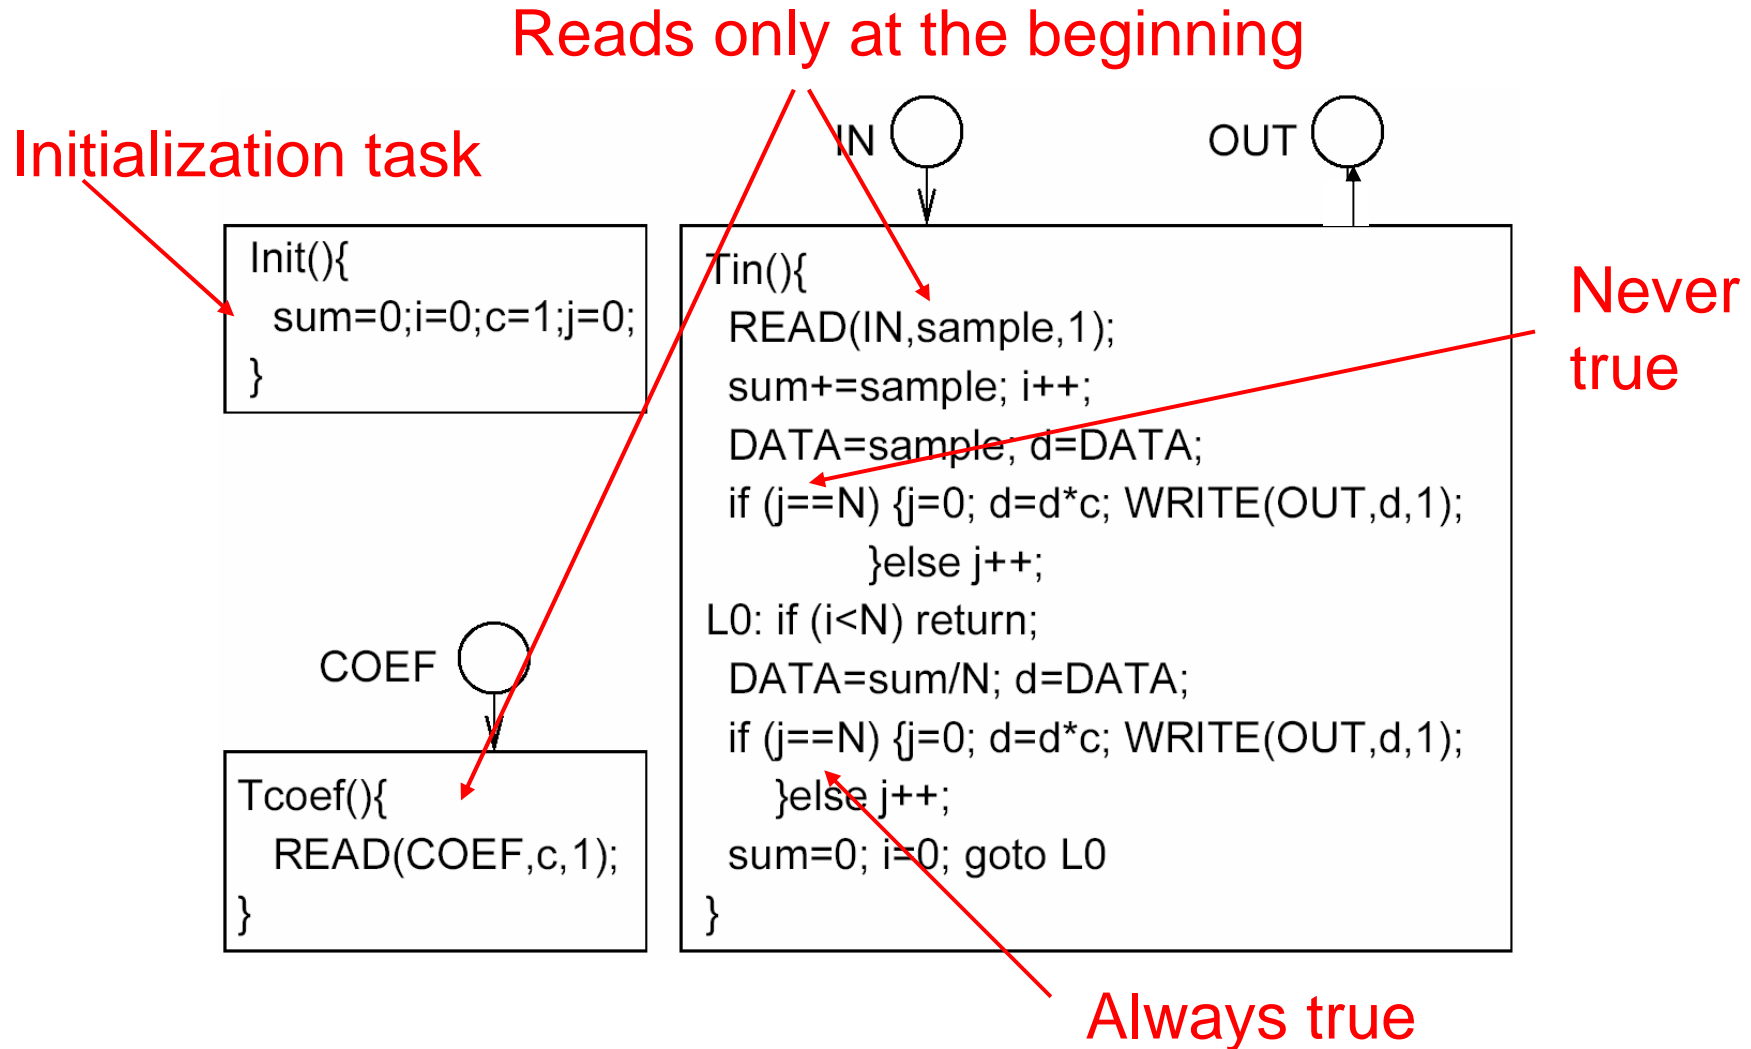 Reads only at the beginning
Initialization task
IN
OUT
Init(){
sum=0;i=0;c=1;j=0;
}
Tin(){
READ(IN,sample,1);
sum+=sample; i++;
DATA=sample; d=DATA;
if (j==N) {j=0; d=d*c; WRITE(OUT,d,1);
}else j++;
L0: if (i<N) return;
DATA=sum/N; d=DATA;
if (j==N) {j=0; d=d*c; WRITE(OUT,d,1);
}else j++;
sum=0; i=0; goto L0
}
Never
true
COEF
Tcoef(){
READ(COEF,c,1);
}
Always true